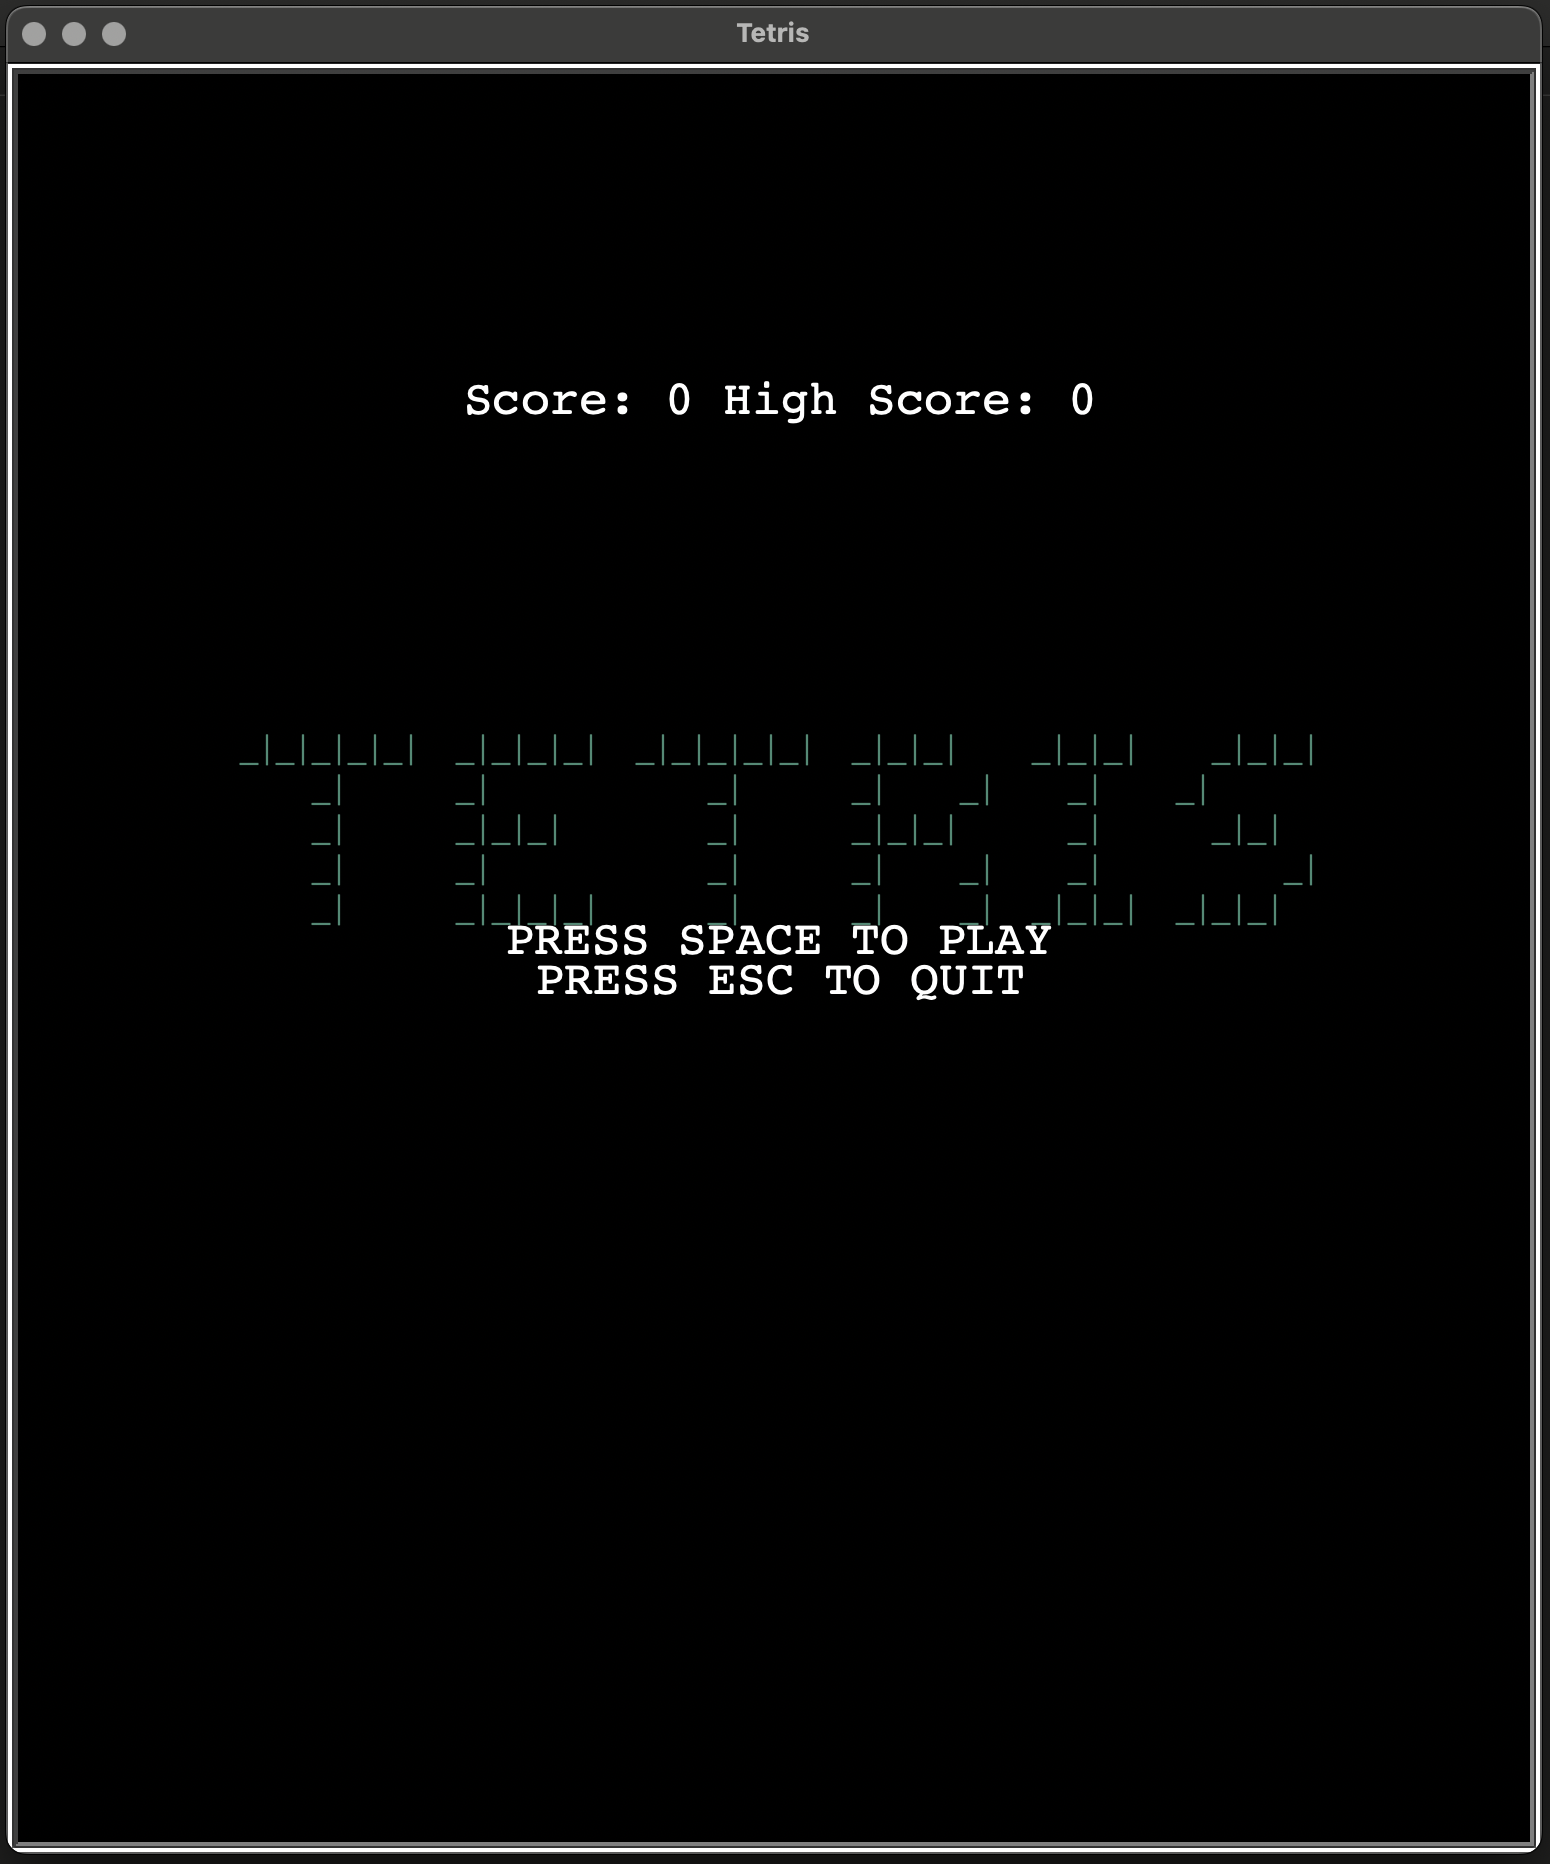 Tetris
Score: 0 High Score: 0
TETRIS
PRESS SPACE TO PLAY
PRESS ESC TO QUIT